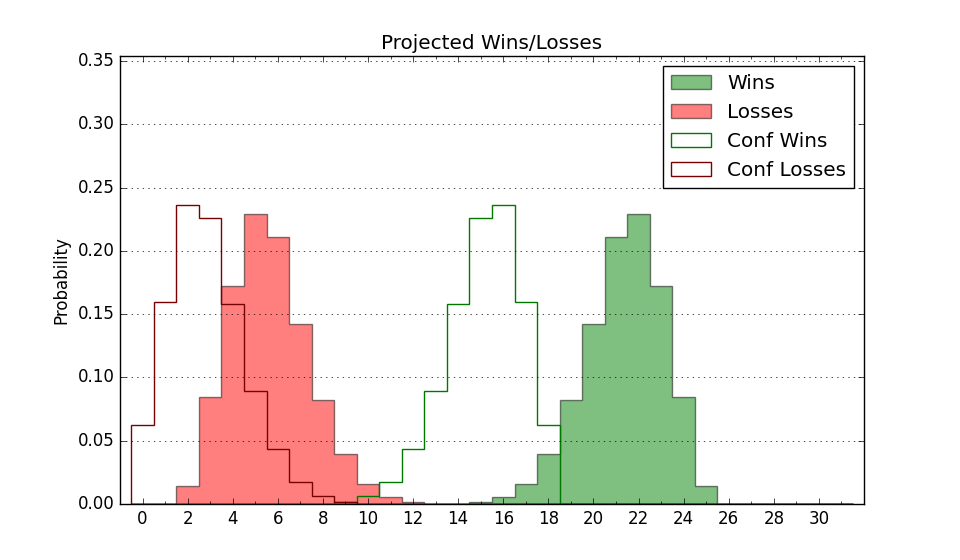 Projected Wins/Losses
0.35
0.30
0.25
0.20
0.15
0.10
0.05
0.00
Probability
Wins
Losses
Conf Wins
Conf Losses
0 2 4 6 8 10 12 14 16 18 20 22 24 26 28 30